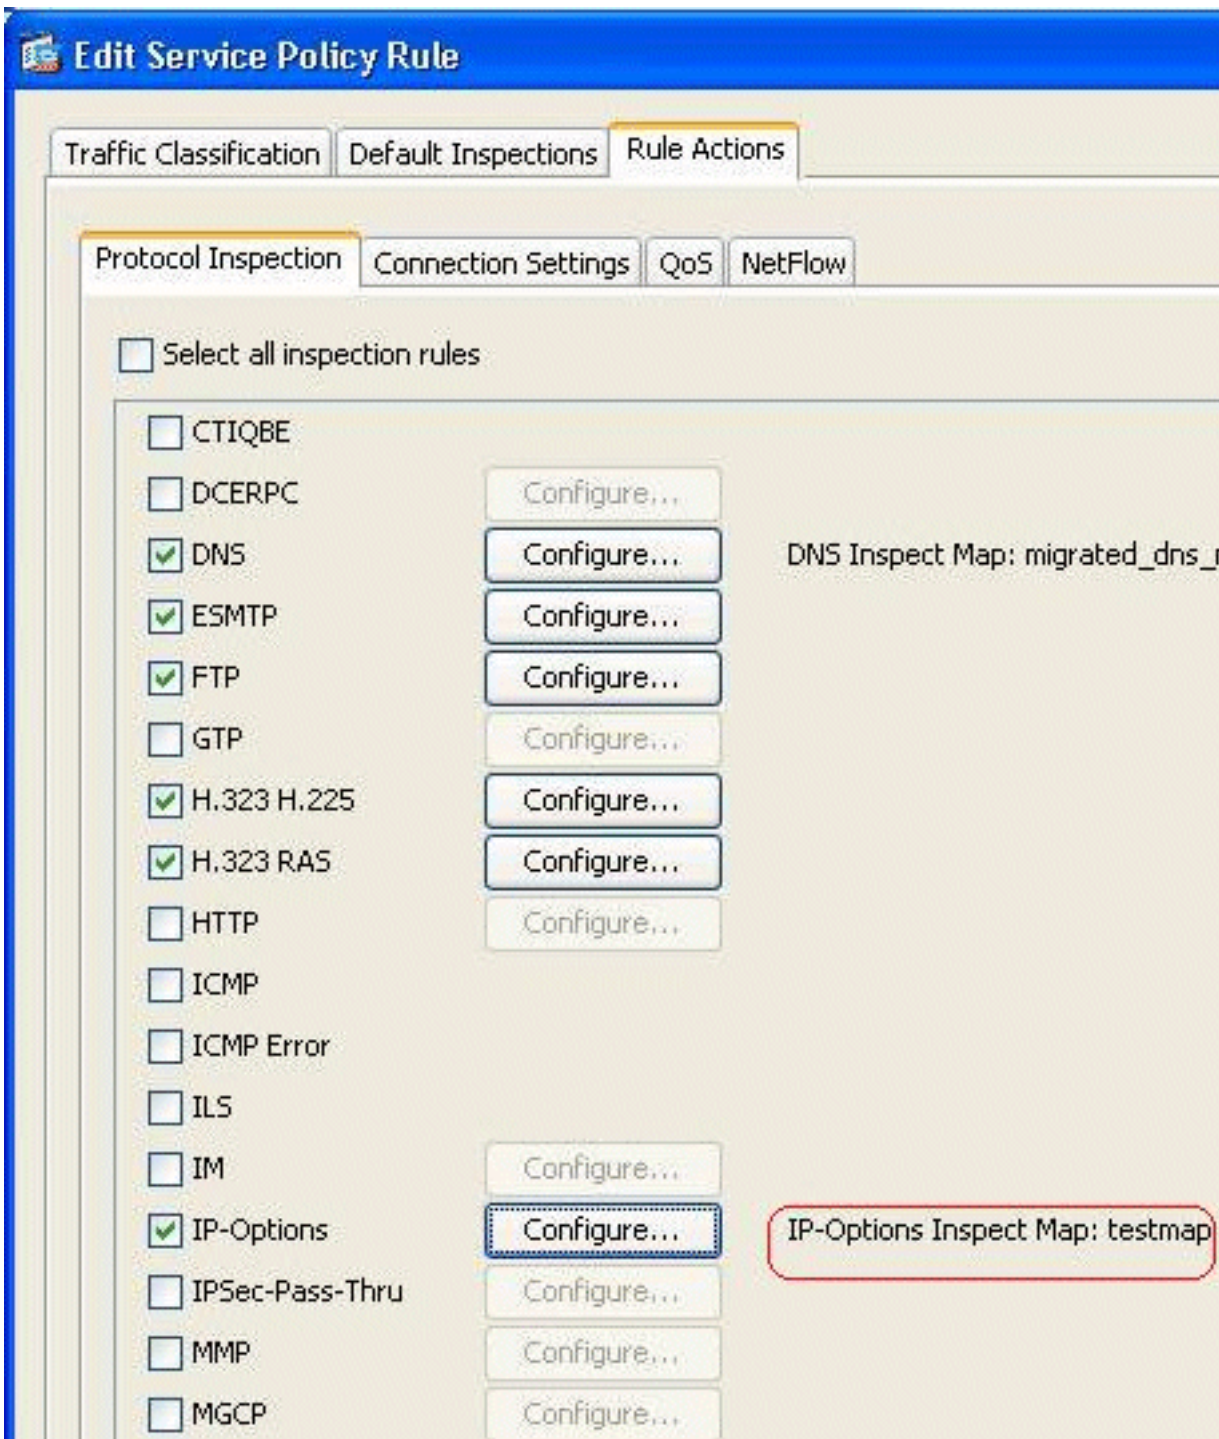 Edit Service Policy Rule
Traffic Classification Default Inspections Rule Actions
Protocol Inspection Connection Settings QoS NetFlow
Select all inspection rules
CTIQBE
DCERPC Configure...
DNS Configure... DNS Inspect Map: migrated_dns_
ESMTP Configure...
FTP Configure...
GTP Configure...
H.323 H.225 Configure...
H.323 RAS Configure...
HTTP Configure...
ICMP
ICMP Error
ILS
IM Configure...
IP-Options Configure... IP-Options Inspect Map: testmap
IPSec-Pass-Thru Configure...
MMP Configure...
MGCP Configure...